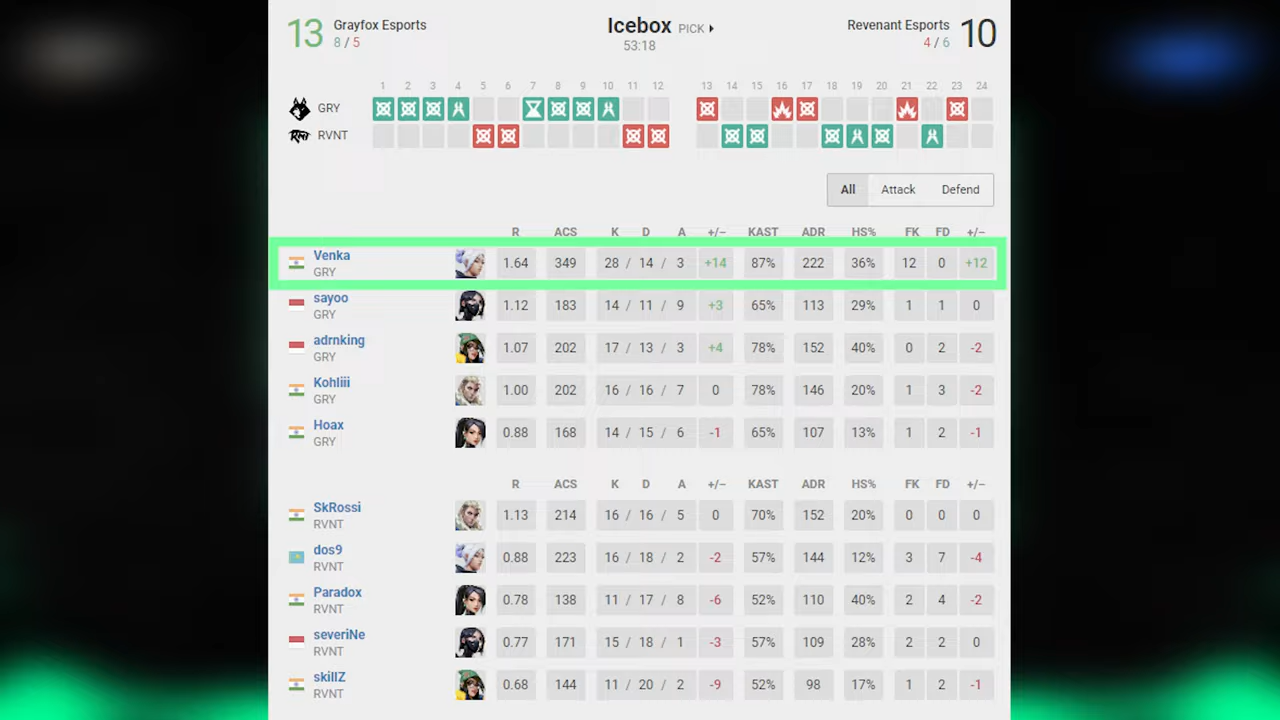 13 Grayfox Esports Icebox PICK Revenant Esports 10
8 / 5 53:18 4 / 6
1 2 3 4 5 6 7 8 9 10 11 12 13 14 15 16 17 18 19 20 21 22 23 24
GRY
RVNT
All Attack Defend
R ACS K D A +/– KAST ADR HS% FK FD +/–
Venka 1.64 349 28 / 14 / 3 +14 87% 222 36% 12 0 +12
GRY
sayoo 1.12 183 14 / 11 / 9 +3 65% 113 29% 1 1 0
GRY
adrnking 1.07 202 17 / 13 / 3 +4 78% 152 40% 0 2 -2
GRY
Kohliii 1.00 202 16 / 16 / 7 0 78% 146 20% 1 3 -2
GRY
Hoax 0.88 168 14 / 15 / 6 -1 65% 107 13% 1 2 -1
GRY
R ACS K D A +/– KAST ADR HS% FK FD +/–
SkRossi 1.13 214 16 / 16 / 5 0 70% 152 20% 0 0 0
RVNT
dos9 0.88 223 16 / 18 / 2 -2 57% 144 12% 3 7 -4
RVNT
Paradox 0.78 138 11 / 17 / 8 -6 52% 110 40% 2 4 -2
RVNT
severiNe 0.77 171 15 / 18 / 1 -3 57% 109 28% 2 2 0
RVNT
skillZ 0.68 144 11 / 20 / 2 -9 52% 98 17% 1 2 -1
RVNT